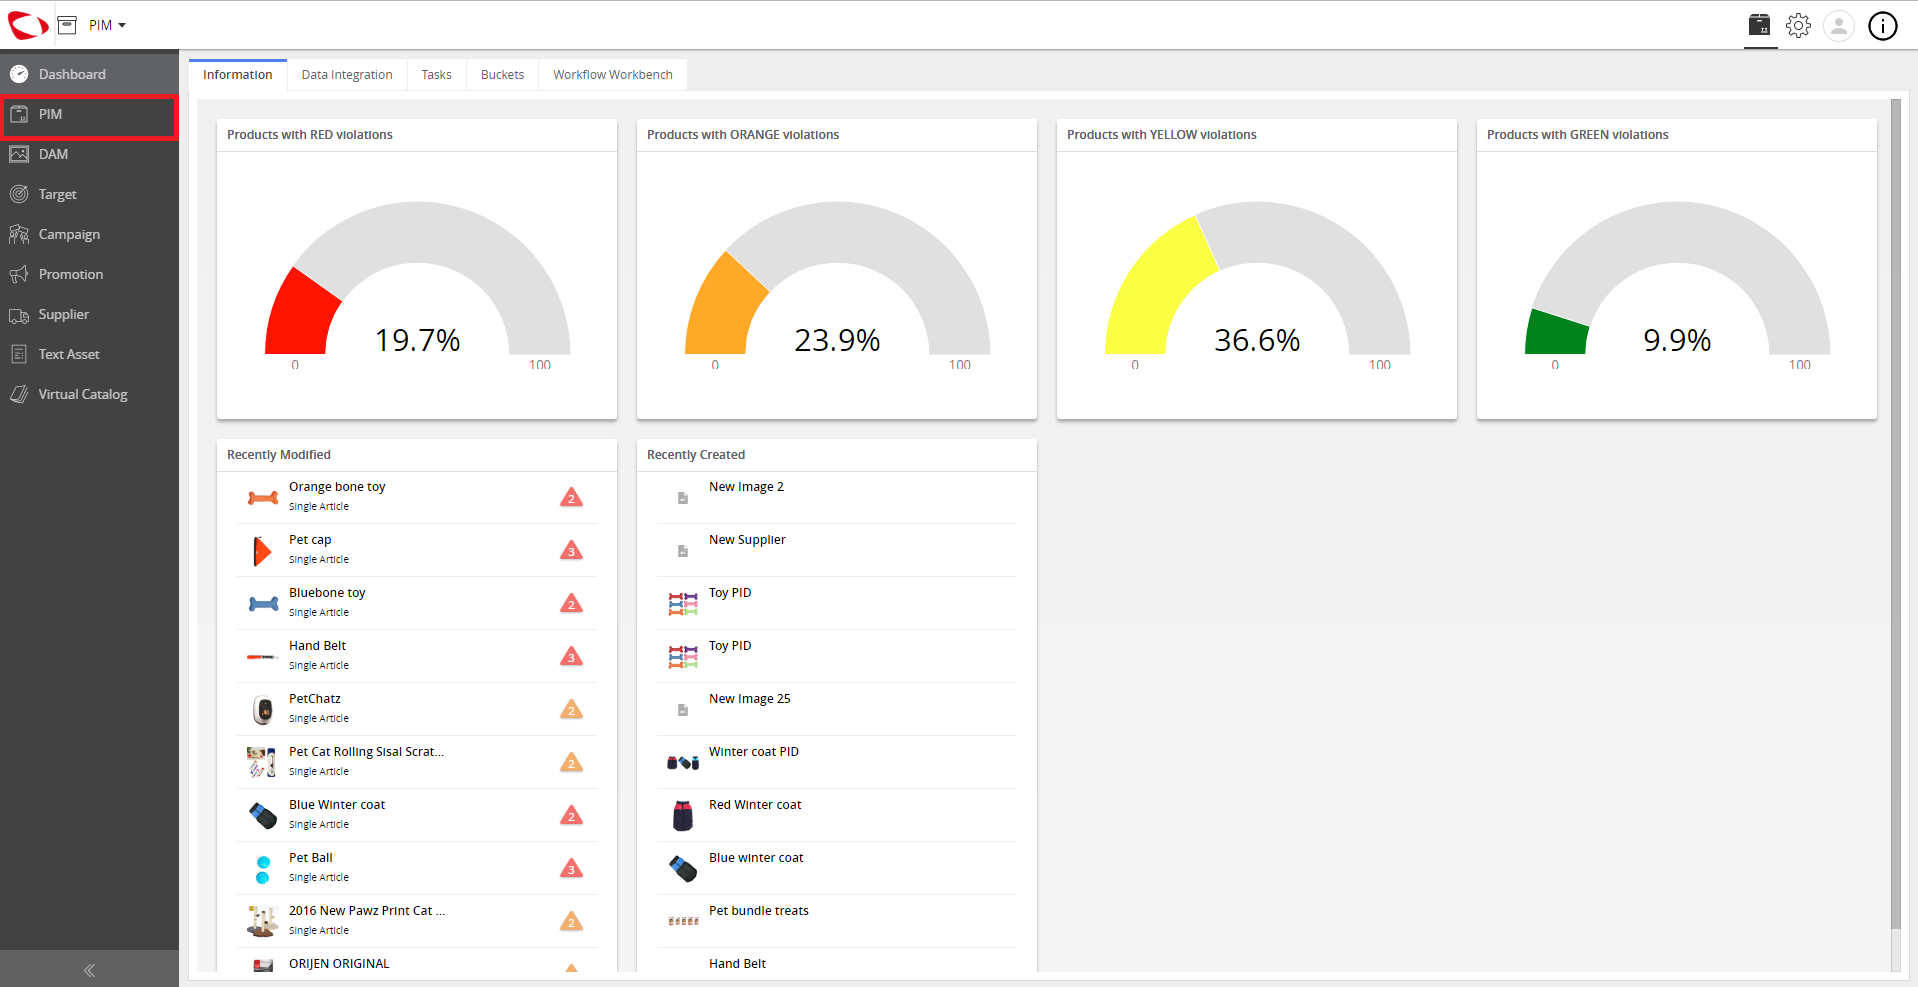 PIM
Dashboard
PIM
DAM
Target
Campaign
Promotion
Supplier
Text Asset
Virtual Catalog
Information
Data Integration
Tasks
Buckets
Workflow Workbench
Products with RED violations
19.7%
0
100
Products with ORANGE violations
23.9%
0
100
Products with YELLOW violations
36.6%
0
100
Products with GREEN violations
9.9%
0
100
Recently Modified
Orange bone toy
Single Article
2
Pet cap
Single Article
3
Bluebone toy
Single Article
2
Hand Belt
Single Article
3
PetChatz
Single Article
2
Pet Cat Rolling Sisal Scrat...
Single Article
2
Blue Winter coat
Single Article
2
Pet Ball
Single Article
3
2016 New Pawz Print Cat ...
Single Article
2
ORIJEN ORIGINAL
Recently Created
New Image 2
New Supplier
Toy PID
Toy PID
New Image 25
Winter coat PID
Red Winter coat
Blue winter coat
Pet bundle treats
Hand Belt